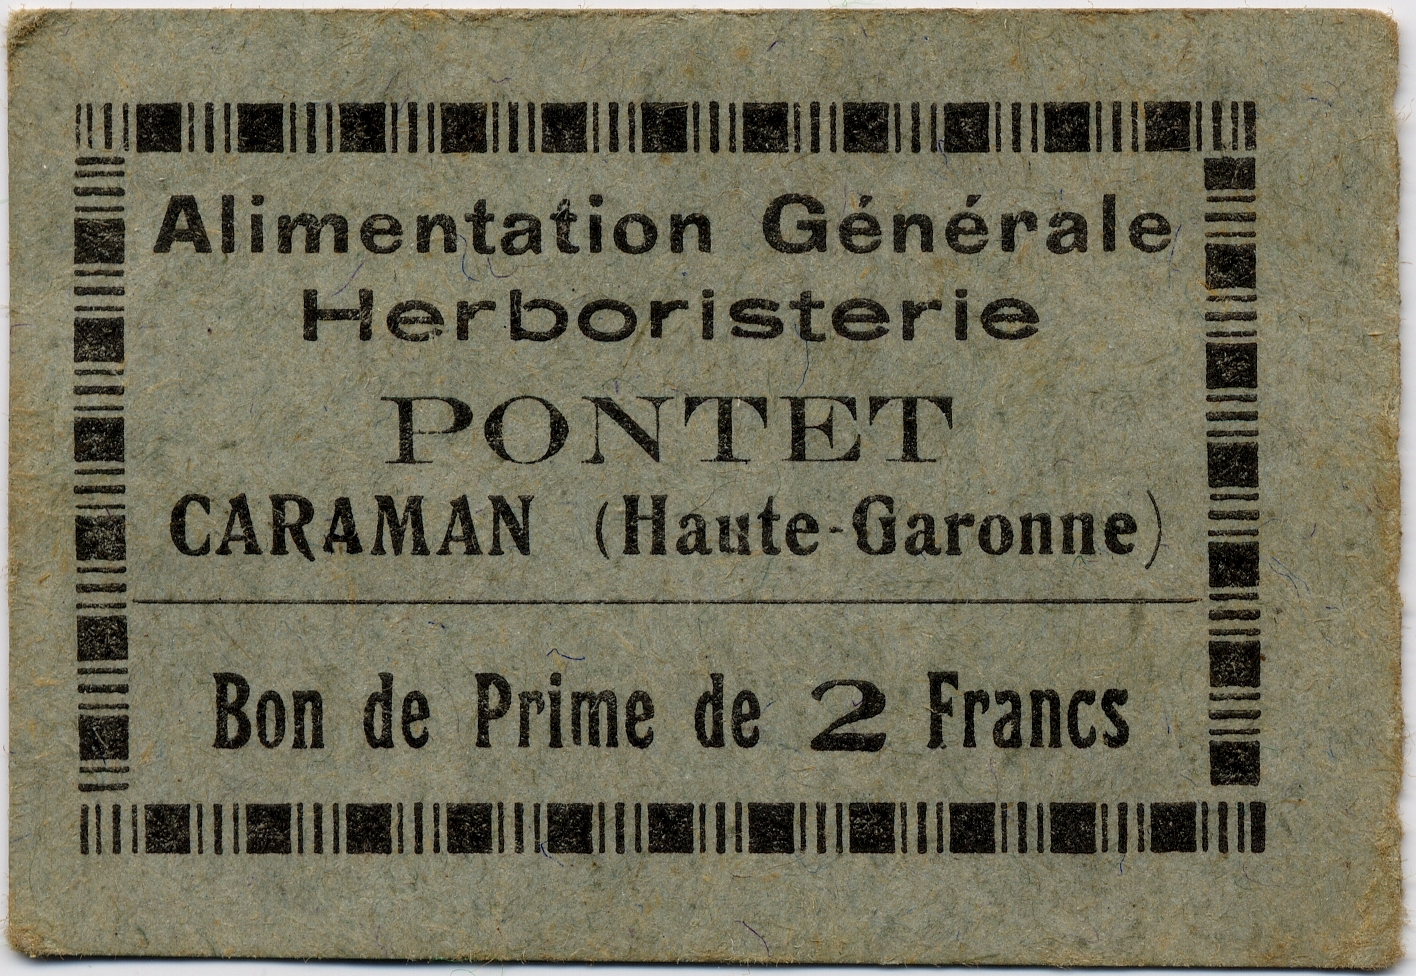 Alimentation Générale
Herboristerie
PONTET
CARAMAN (Haute-Garonne)
Bon de Prime de 2 Francs